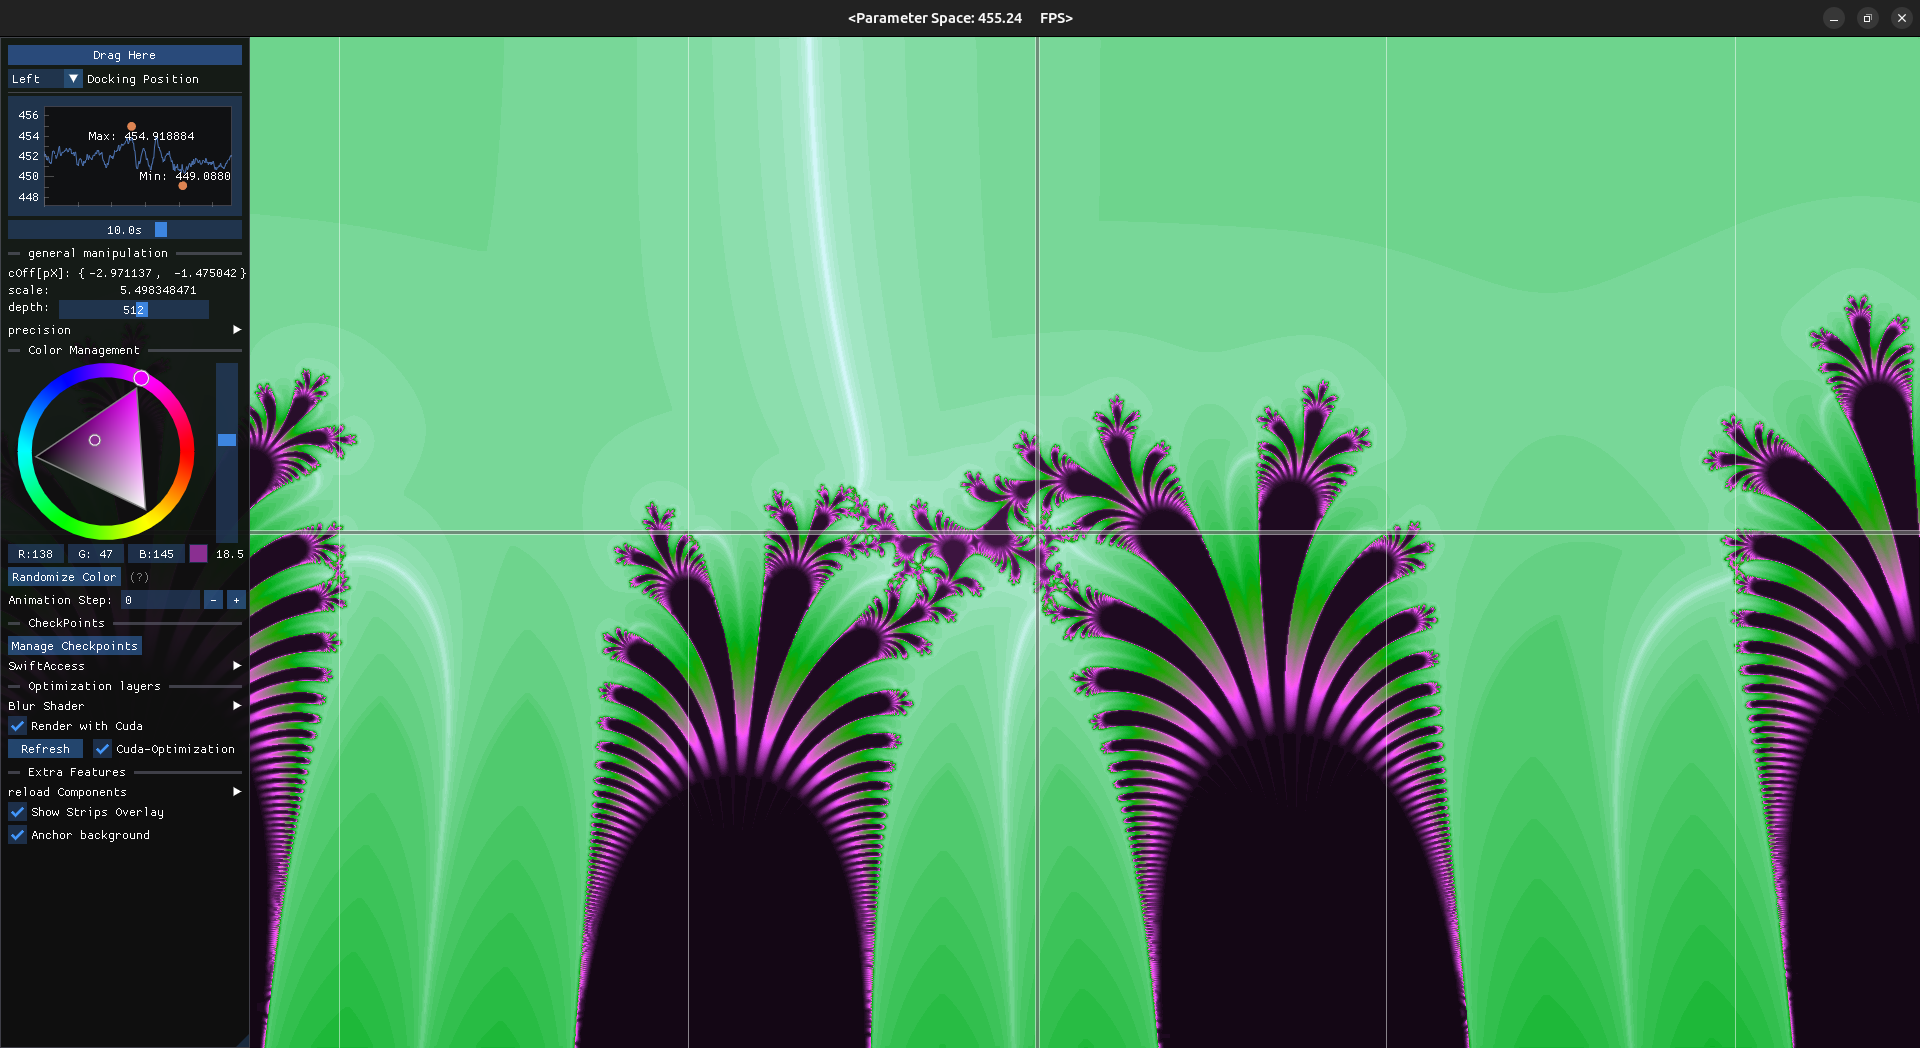 <Parameter Space: 455.24 FPS>
Drag Here
Left ▼ Docking Position
456
454
452
450
448
Max: 454.918884
Min: 449.0880
10.0s
general manipulation
cOff[pX]: { -2.971137 , -1.475042 }
scale: 5.498348471
depth: 512
precision
Color Management
R:138 G: 47 B:145 18.5
Randomize Color (?)
Animation Step: 0 - +
CheckPoints
Manage Checkpoints
SwiftAccess
Optimization layers
Blur Shader
Render with Cuda
Refresh Cuda-Optimization
Extra Features
reload Components
Show Strips Overlay
Anchor background